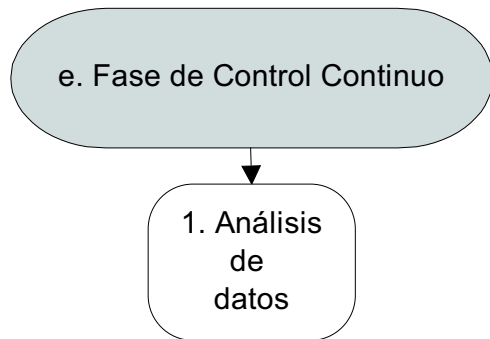 e. Fase de Control Continuo
1. Análisis
de
datos